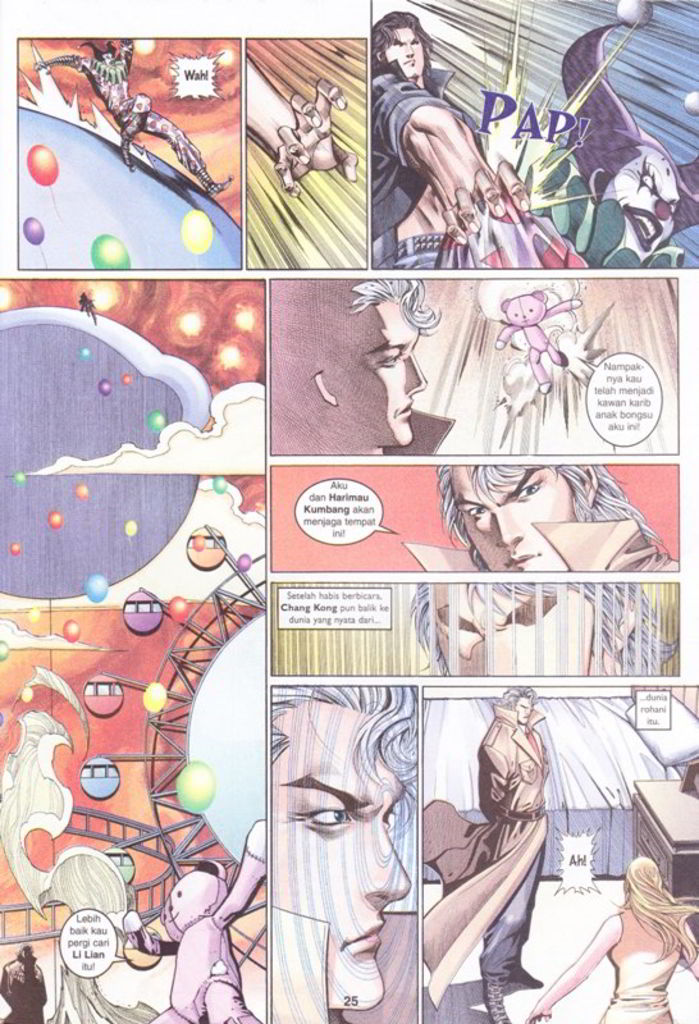 Wah!
PAP!
Nampak-
nya kau
telah menjadi
kawan karib
anak bongsu
aku ini!
Aku
dan Harimau
Kumbang akan
menjaga tempat
ini!
Setelah habis berbicara,
Chang Kong pun balik ke
dunia yang nyata dari...
Lebih
baik kau
pergi cari
Li Lian
itu!
...dunia
rohani
itu.
Ah!
25